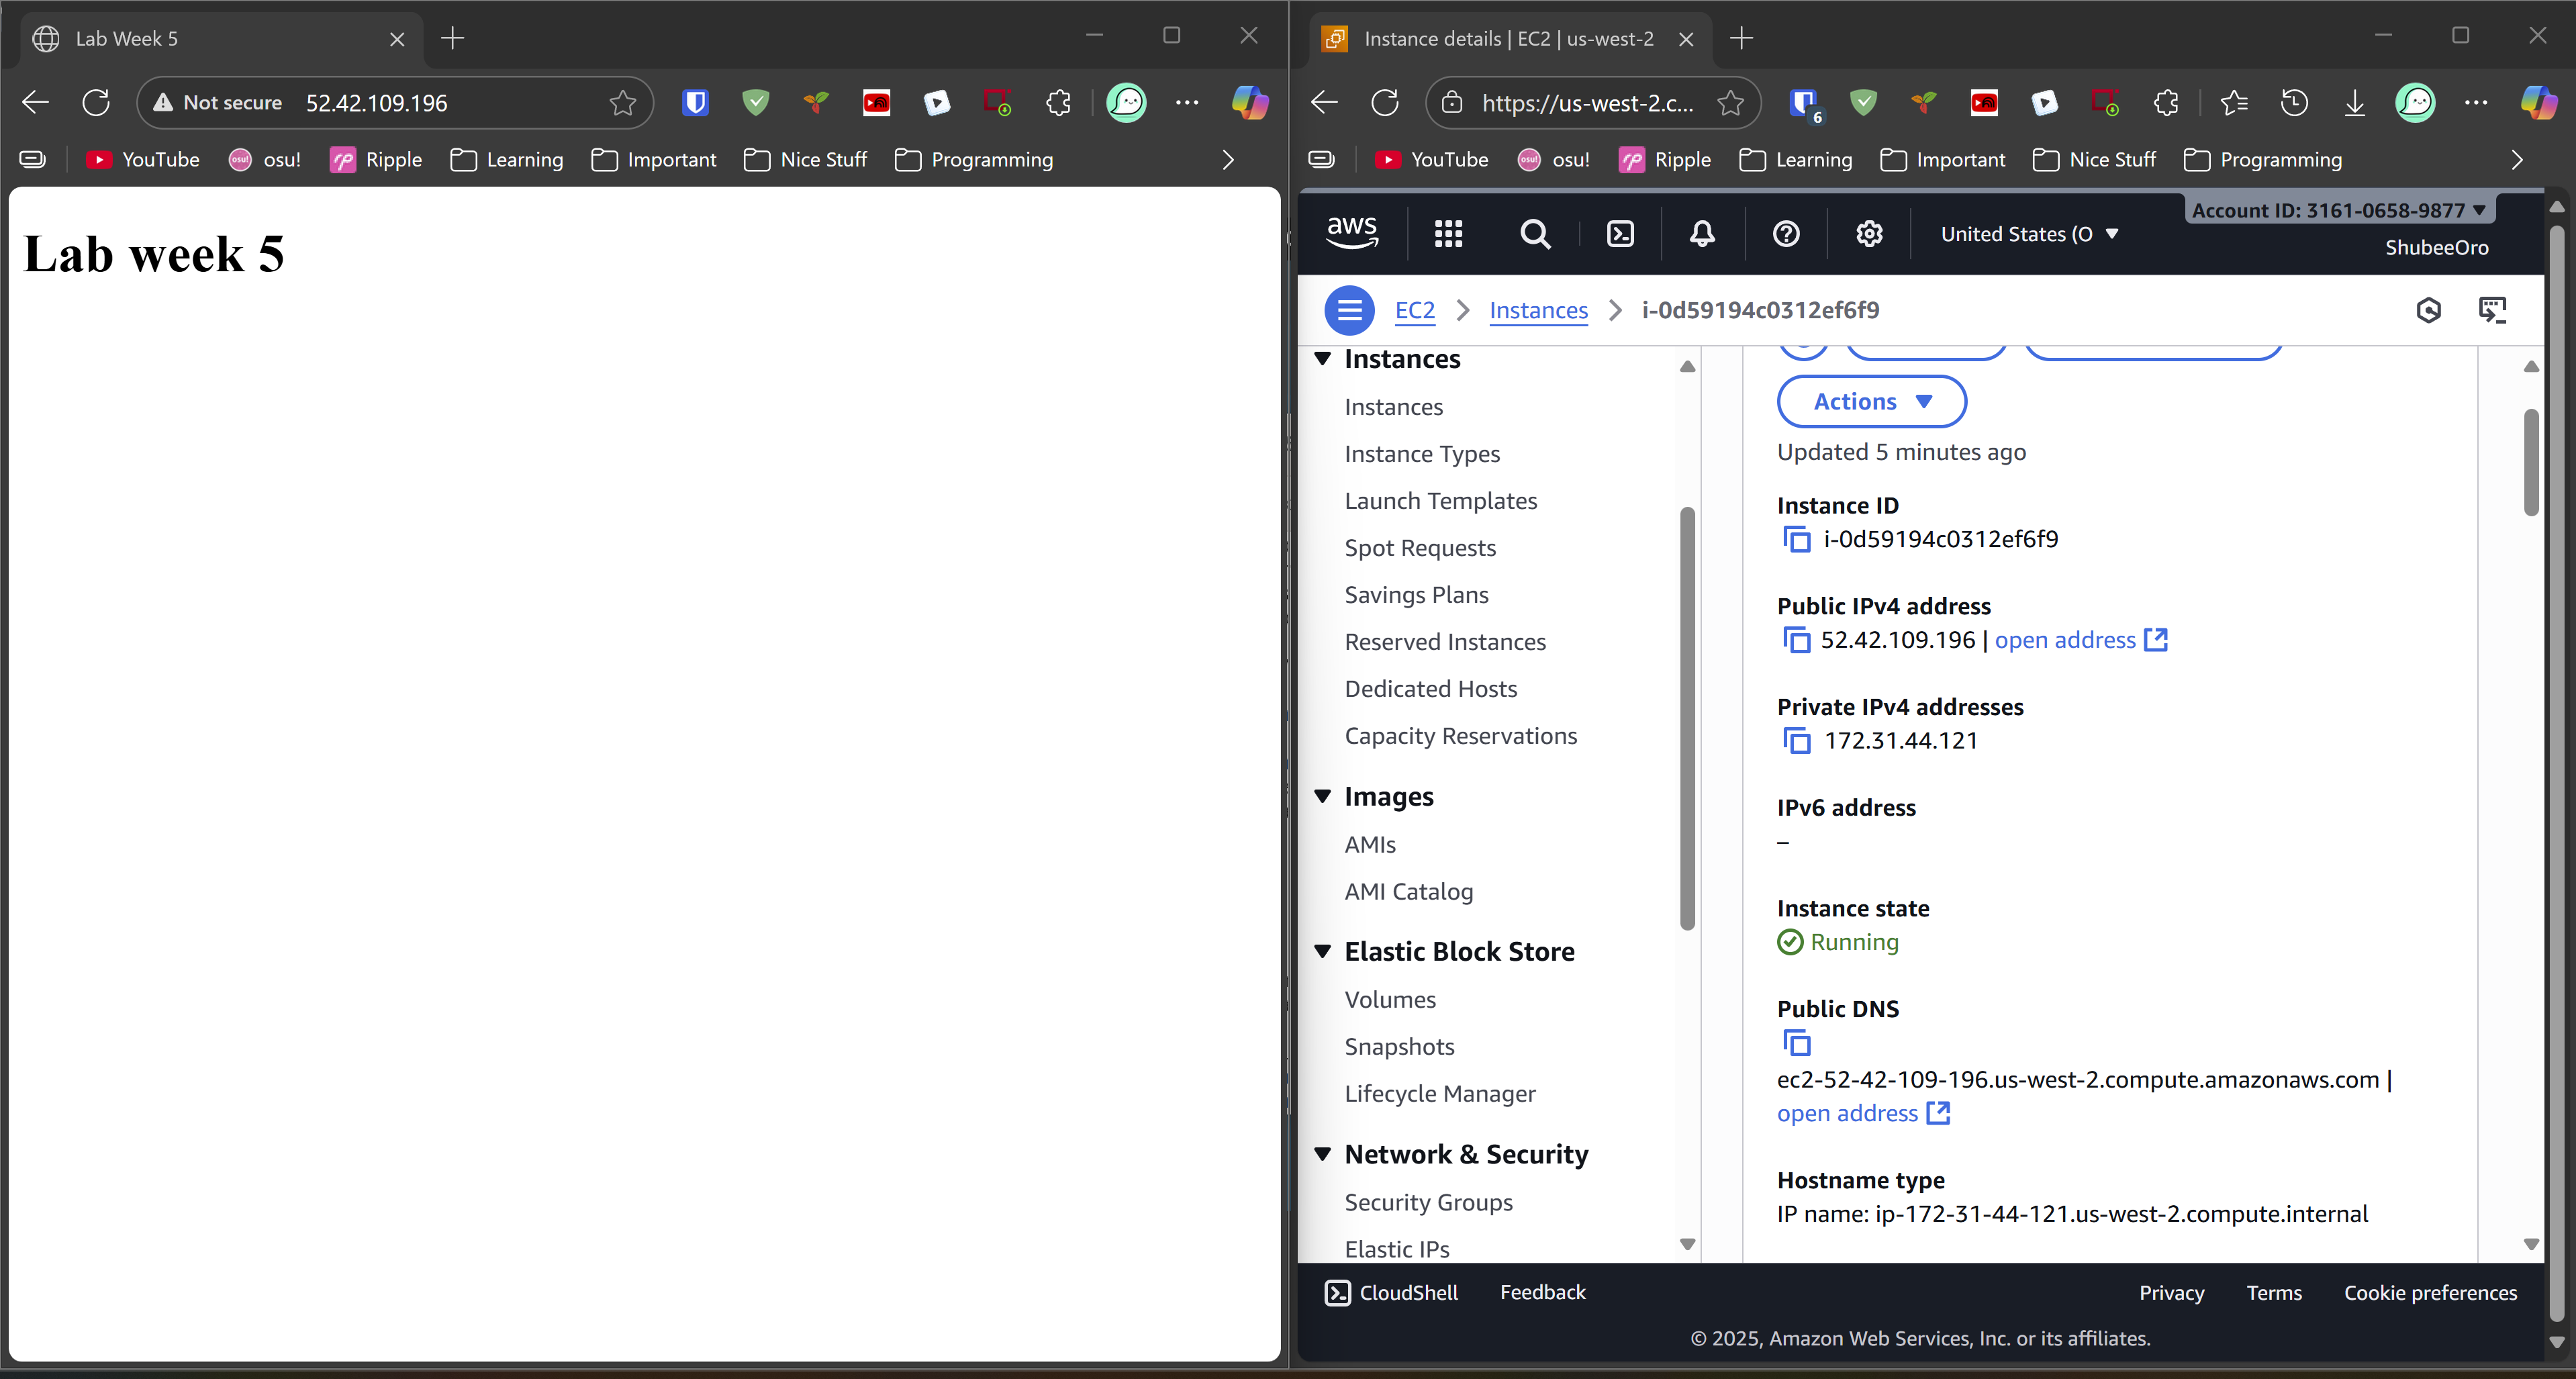 Lab Week 5
Not secure 52.42.109.196
YouTube osu! Ripple Learning Important Nice Stuff Programming
Lab week 5
Instance details | EC2 | us-west-2
https://us-west-2.c...
6
YouTube osu! Ripple Learning Important Nice Stuff Programming
aws
United States (O
Account ID: 3161-0658-9877
ShubeeOro
EC2 Instances i-0d59194c0312ef6f9
Instances
Instances
Instance Types
Launch Templates
Spot Requests
Savings Plans
Reserved Instances
Dedicated Hosts
Capacity Reservations
Images
AMIs
AMI Catalog
Elastic Block Store
Volumes
Snapshots
Lifecycle Manager
Network & Security
Security Groups
Elastic IPs
Actions
Updated 5 minutes ago
Instance ID
i-0d59194c0312ef6f9
Public IPv4 address
52.42.109.196 | open address
Private IPv4 addresses
172.31.44.121
IPv6 address
–
Instance state
Running
Public DNS
ec2-52-42-109-196.us-west-2.compute.amazonaws.com |
open address
Hostname type
IP name: ip-172-31-44-121.us-west-2.compute.internal
CloudShell Feedback Privacy Terms Cookie preferences
© 2025, Amazon Web Services, Inc. or its affiliates.